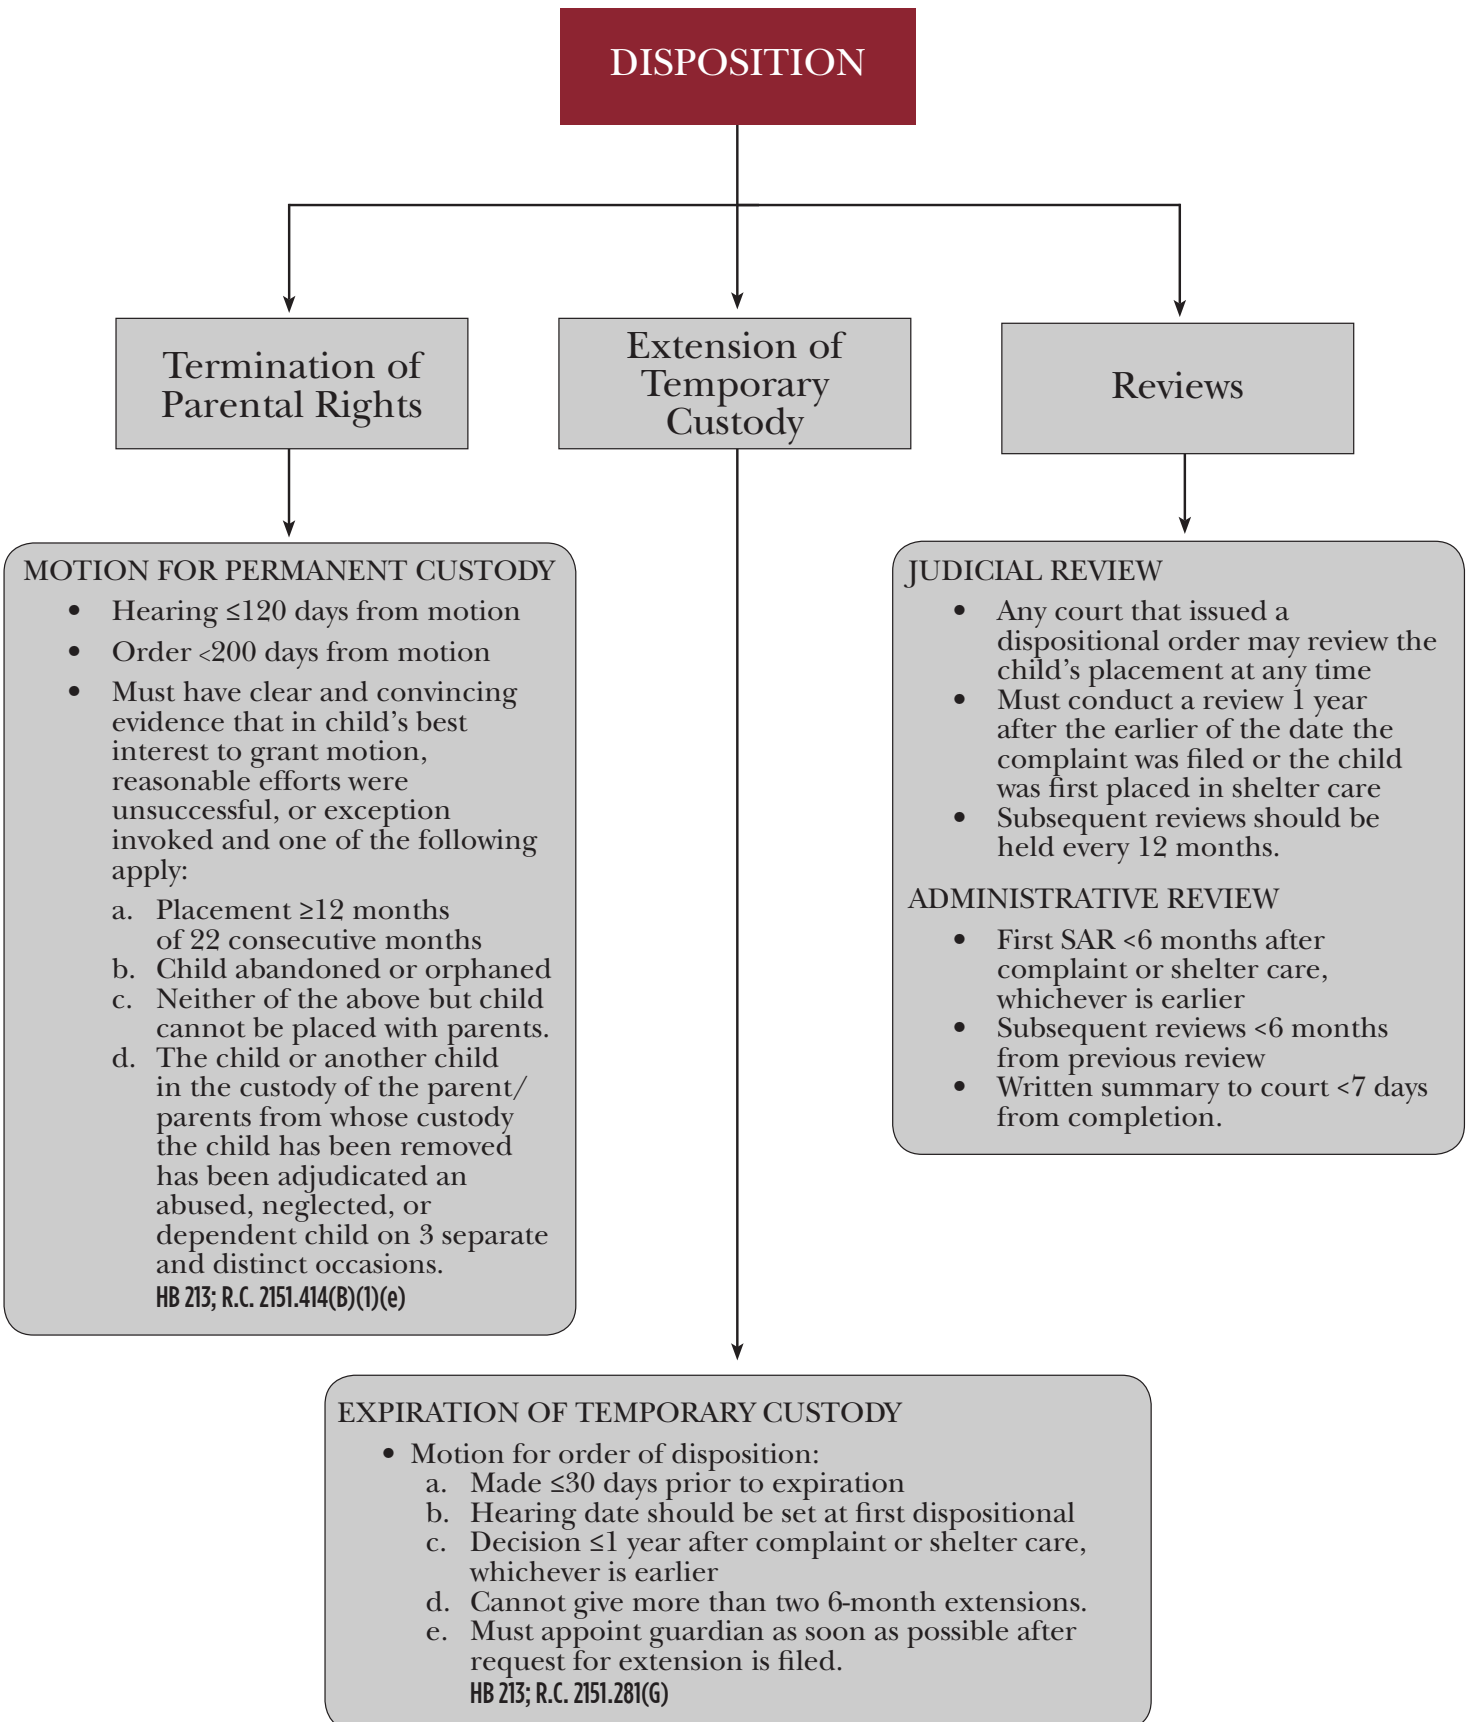 DISPOSITION
Termination of
Parental Rights
Extension of
Temporary
Custody
Reviews
MOTION FOR PERMANENT CUSTODY
• Hearing ≤120 days from motion
• Order <200 days from motion
• Must have clear and convincing
evidence that in child’s best
interest to grant motion,
reasonable efforts were
unsuccessful, or exception
invoked and one of the following
apply:
a. Placement ≥12 months
of 22 consecutive months
b. Child abandoned or orphaned
c. Neither of the above but child
cannot be placed with parents.
d. The child or another child
in the custody of the parent/
parents from whose custody
the child has been removed
has been adjudicated an
abused, neglected, or
dependent child on 3 separate
and distinct occasions.
HB 213; R.C. 2151.414(B)(1)(e)
JUDICIAL REVIEW
• Any court that issued a
dispositional order may review the
child’s placement at any time
• Must conduct a review 1 year
after the earlier of the date the
complaint was filed or the child
was first placed in shelter care
• Subsequent reviews should be
held every 12 months.
ADMINISTRATIVE REVIEW
• First SAR <6 months after
complaint or shelter care,
whichever is earlier
• Subsequent reviews <6 months
from previous review
• Written summary to court <7 days
from completion.
EXPIRATION OF TEMPORARY CUSTODY
• Motion for order of disposition:
a. Made ≤30 days prior to expiration
b. Hearing date should be set at first dispositional
c. Decision ≤1 year after complaint or shelter care,
whichever is earlier
d. Cannot give more than two 6-month extensions.
e. Must appoint guardian as soon as possible after
request for extension is filed.
HB 213; R.C. 2151.281(G)